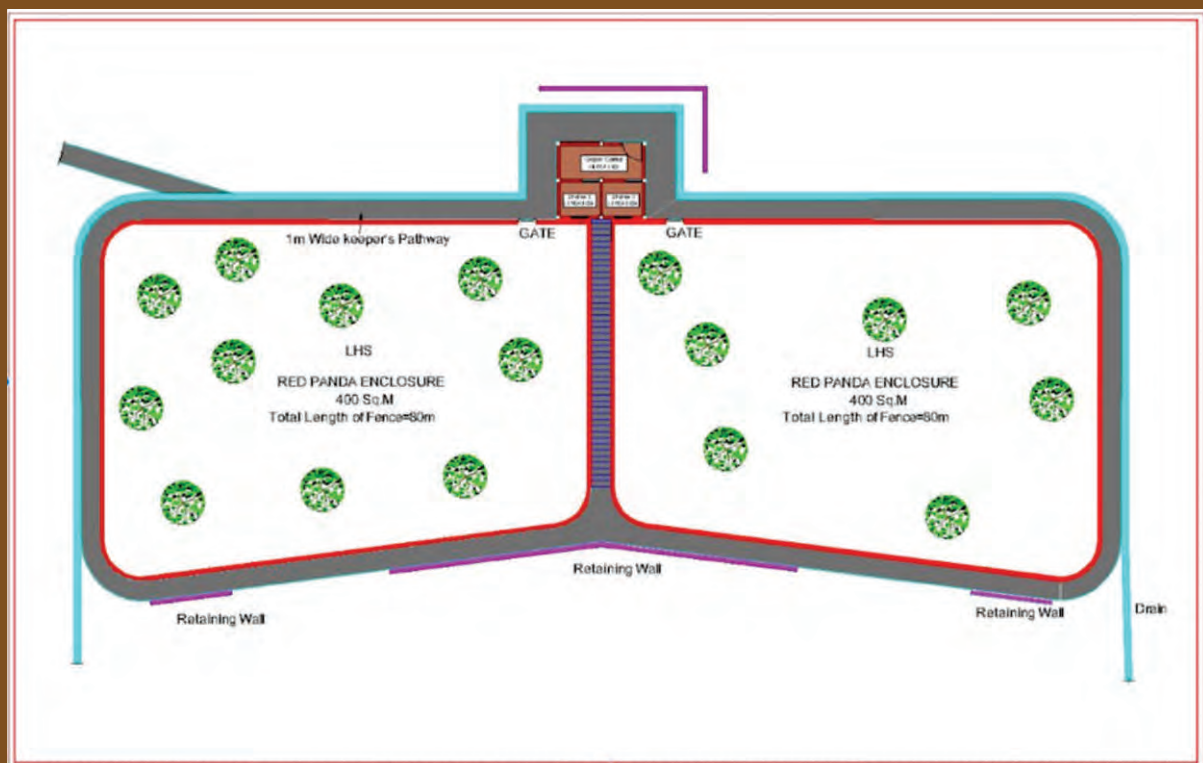 1m Wide keeper's Pathway
GATE
GATE
LHS
RED PANDA ENCLOSURE
400 Sq.M
Total Length of Fence=80m
LHS
RED PANDA ENCLOSURE
400 Sq.M
Total Length of Fence=80m
Retaining Wall
Retaining Wall
Retaining Wall
Drain